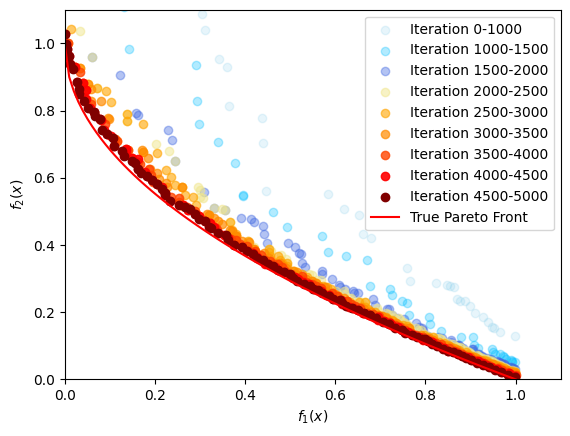 Iteration 0-1000
Iteration 1000-1500
Iteration 1500-2000
Iteration 2000-2500
Iteration 2500-3000
Iteration 3000-3500
Iteration 3500-4000
Iteration 4000-4500
Iteration 4500-5000
True Pareto Front
f₂(x)
1.0
0.8
0.6
0.4
0.2
0.0
0.0 0.2 0.4 0.6 0.8 1.0
f₁(x)